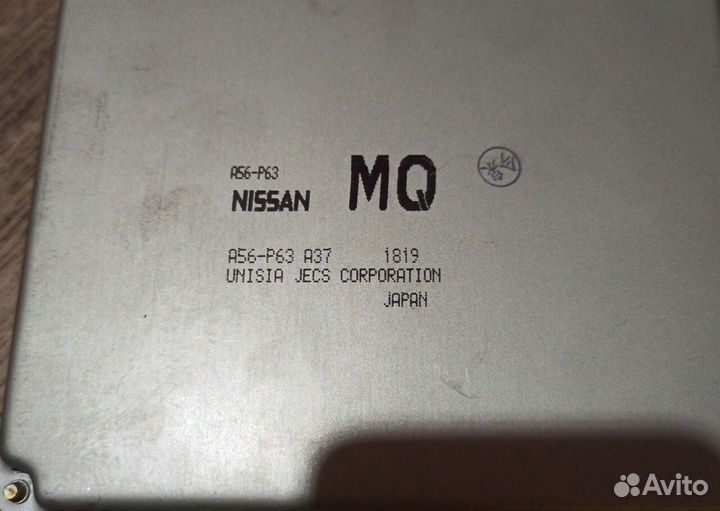 A56-P63
NISSAN MQ
A56-P63 A37 1819
UNISIA JECS CORPORATION
JAPAN
Avito